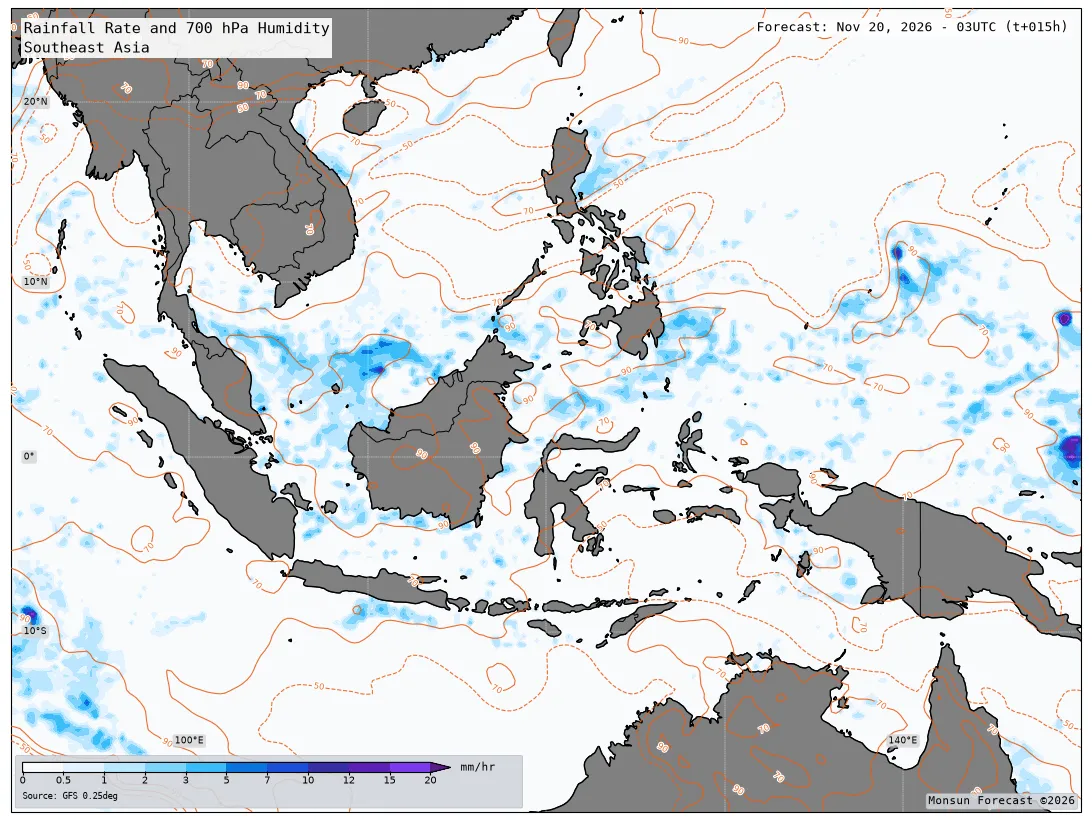 Rainfall Rate and 700 hPa Humidity
Southeast Asia
Forecast: Nov 20, 2026 - 03UTC (t+015h)
20°N
10°N
0°
10°S
100°E
140°E
0 0.5 1 2 3 5 7 10 12 15 20 mm/hr
Source: GFS 0.25deg
Monsun Forecast ©2026